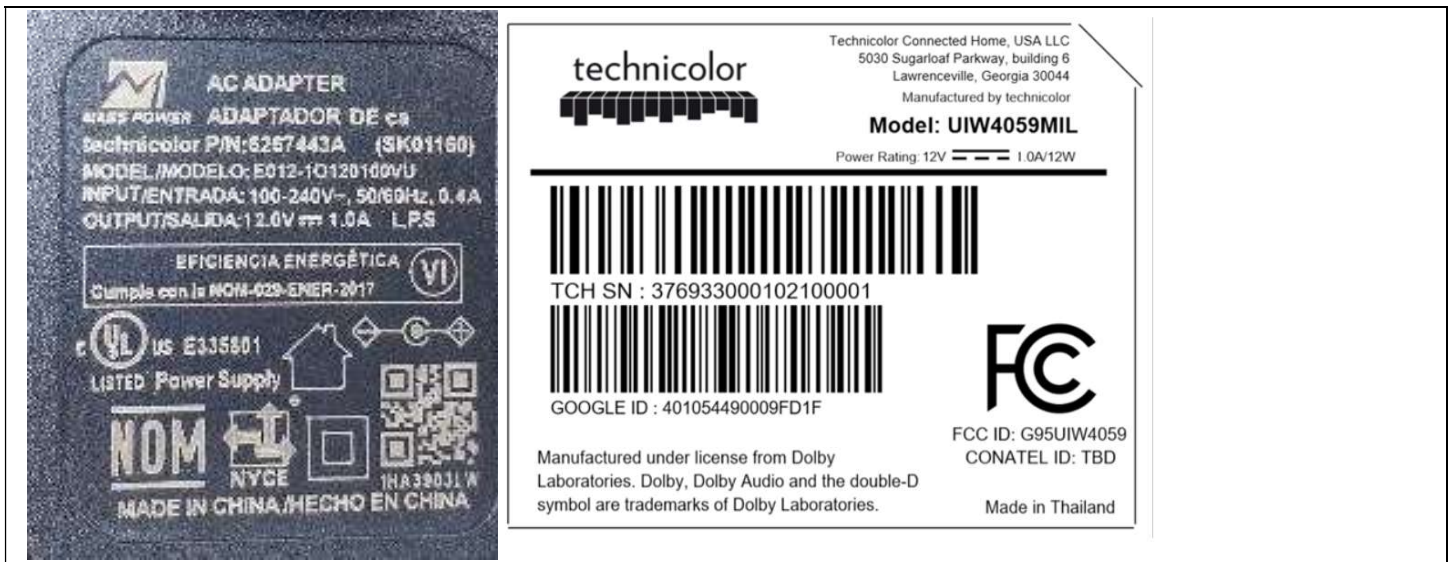 MASS POWER
AC ADAPTER
ADAPTADOR DE ca
technicolor P/N:5267443A (SK01160)
MODEL/MODELO: E012-1O120100VU
INPUT/ENTRADA: 100-240V~, 50/60Hz, 0.4A
OUTPUT/SALIDA: 12.0V 1.0A L.P.S
EFICIENCIA ENERGÉTICA
VI
Cumple con la NOM-029-ENER-2017
c UL US E335801
LISTED Power Supply
NOM
NYCE
MADE IN CHINA/HECHO EN CHINA
technicolor
Technicolor Connected Home, USA LLC
5030 Sugarloaf Parkway, building 6
Lawrenceville, Georgia 30044
Manufactured by technicolor
Model: UIW4059MIL
Power Rating: 12V 1.0A/12W
TCH SN : 376933000102100001
GOOGLE ID : 401054490009FD1F
FC
FCC ID: G95UIW4059
CONATEL ID: TBD
Manufactured under license from Dolby
Laboratories. Dolby, Dolby Audio and the double-D
symbol are trademarks of Dolby Laboratories.
Made in Thailand